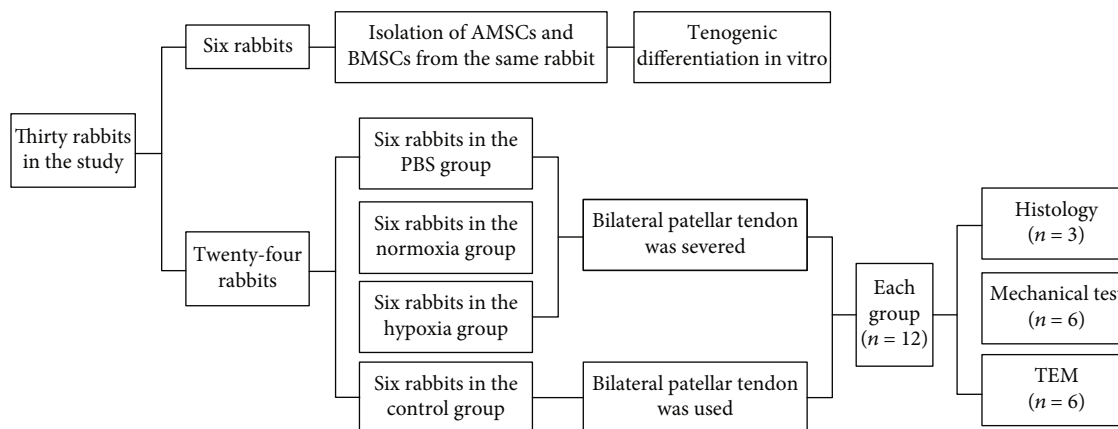 Six rabbits
Isolation of AMSCs and
BMSCs from the same rabbit
Tenogenic
differentiation in vitro
Thirty rabbits
in the study
Six rabbits in the
PBS group
Six rabbits in the
normoxia group
Twenty-four
rabbits
Six rabbits in the
hypoxia group
Six rabbits in the
control group
Bilateral patellar tendon
was severed
Bilateral patellar tendon
was used
Each
group
(n = 12)
Histology
(n = 3)
Mechanical test
(n = 6)
TEM
(n = 6)